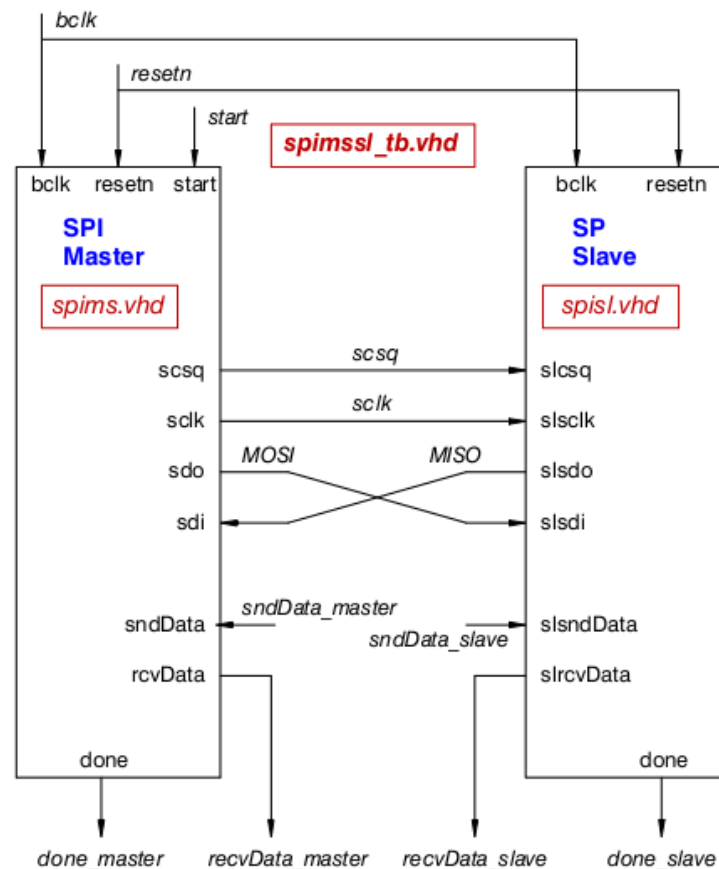 bclk
resetn
start
spimssl_tb.vhd
bclk resetn start
bclk resetn
SPI
Master
SP
Slave
spims.vhd
spisl.vhd
scsq
scsq
slcsq
sclk
sclk
slsclk
sdo
MOSI
MISO
slsdo
sdi
slsdi
sndData
sndData_master
sndData_slave
slsndData
rcvData
slrcvData
done
done
done_master
recvData_master
recvData_slave
done_slave